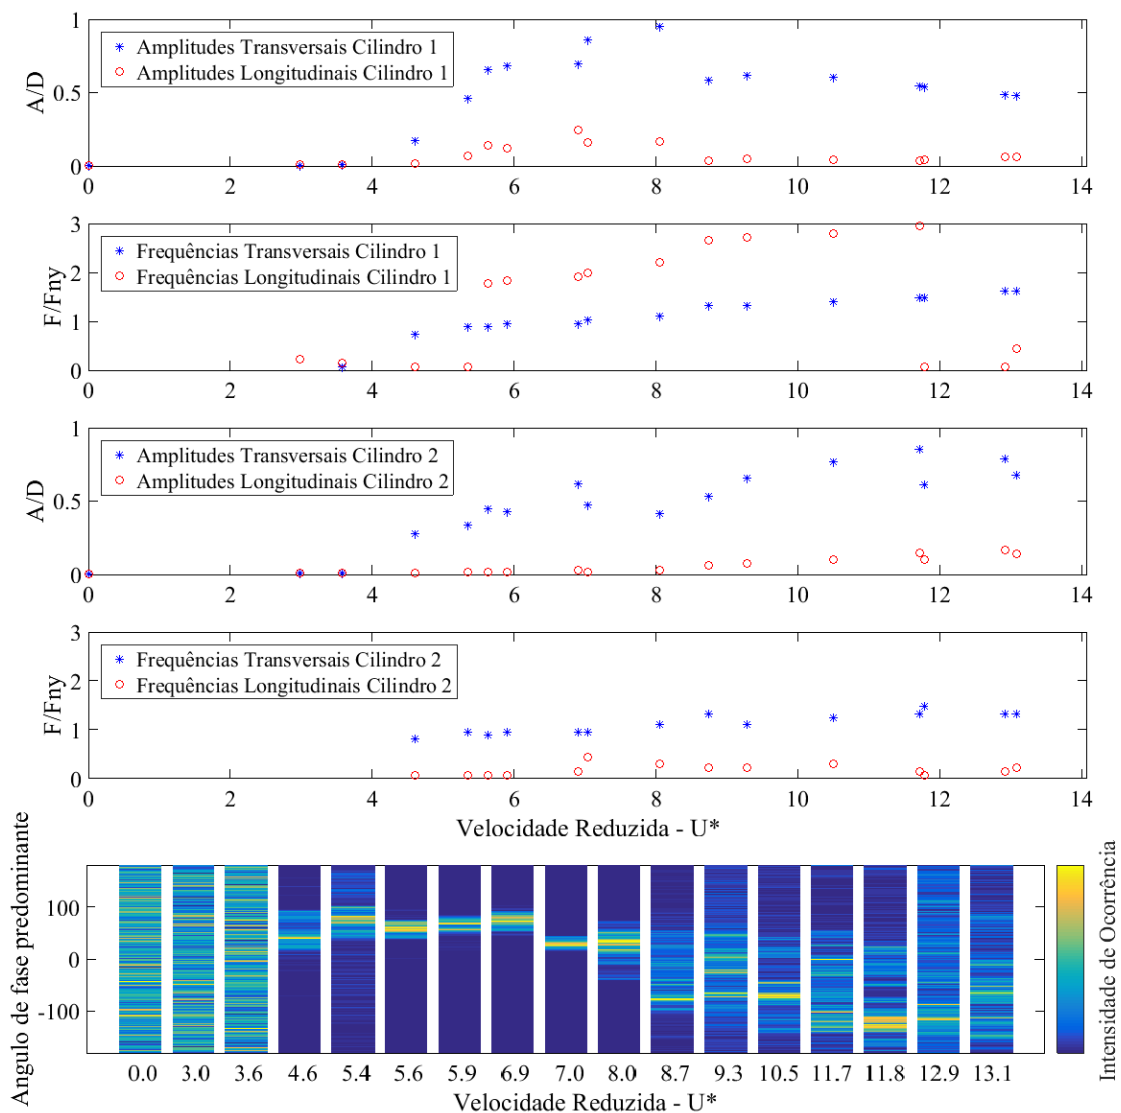 1
Amplitudes Transversais Cilindro 1
Amplitudes Longitudinais Cilindro 1
A/D
0.5
0
0 2 4 6 8 10 12 14
3
Frequências Transversais Cilindro 1
Frequências Longitudinais Cilindro 1
2
F/Fny
1
0
0 2 4 6 8 10 12 14
1
Amplitudes Transversais Cilindro 2
Amplitudes Longitudinais Cilindro 2
A/D
0.5
0
0 2 4 6 8 10 12 14
3
Frequências Transversais Cilindro 2
Frequências Longitudinais Cilindro 2
2
F/Fny
1
0
0 2 4 6 8 10 12 14
Velocidade Reduzida - U*
Angulo de fase predominante
100
0
-100
Intensidade de Ocorrência
0.0 3.0 3.6 4.6 5.4 5.6 5.9 6.9 7.0 8.0 8.7 9.3 10.5 11.7 11.8 12.9 13.1
Velocidade Reduzida - U*